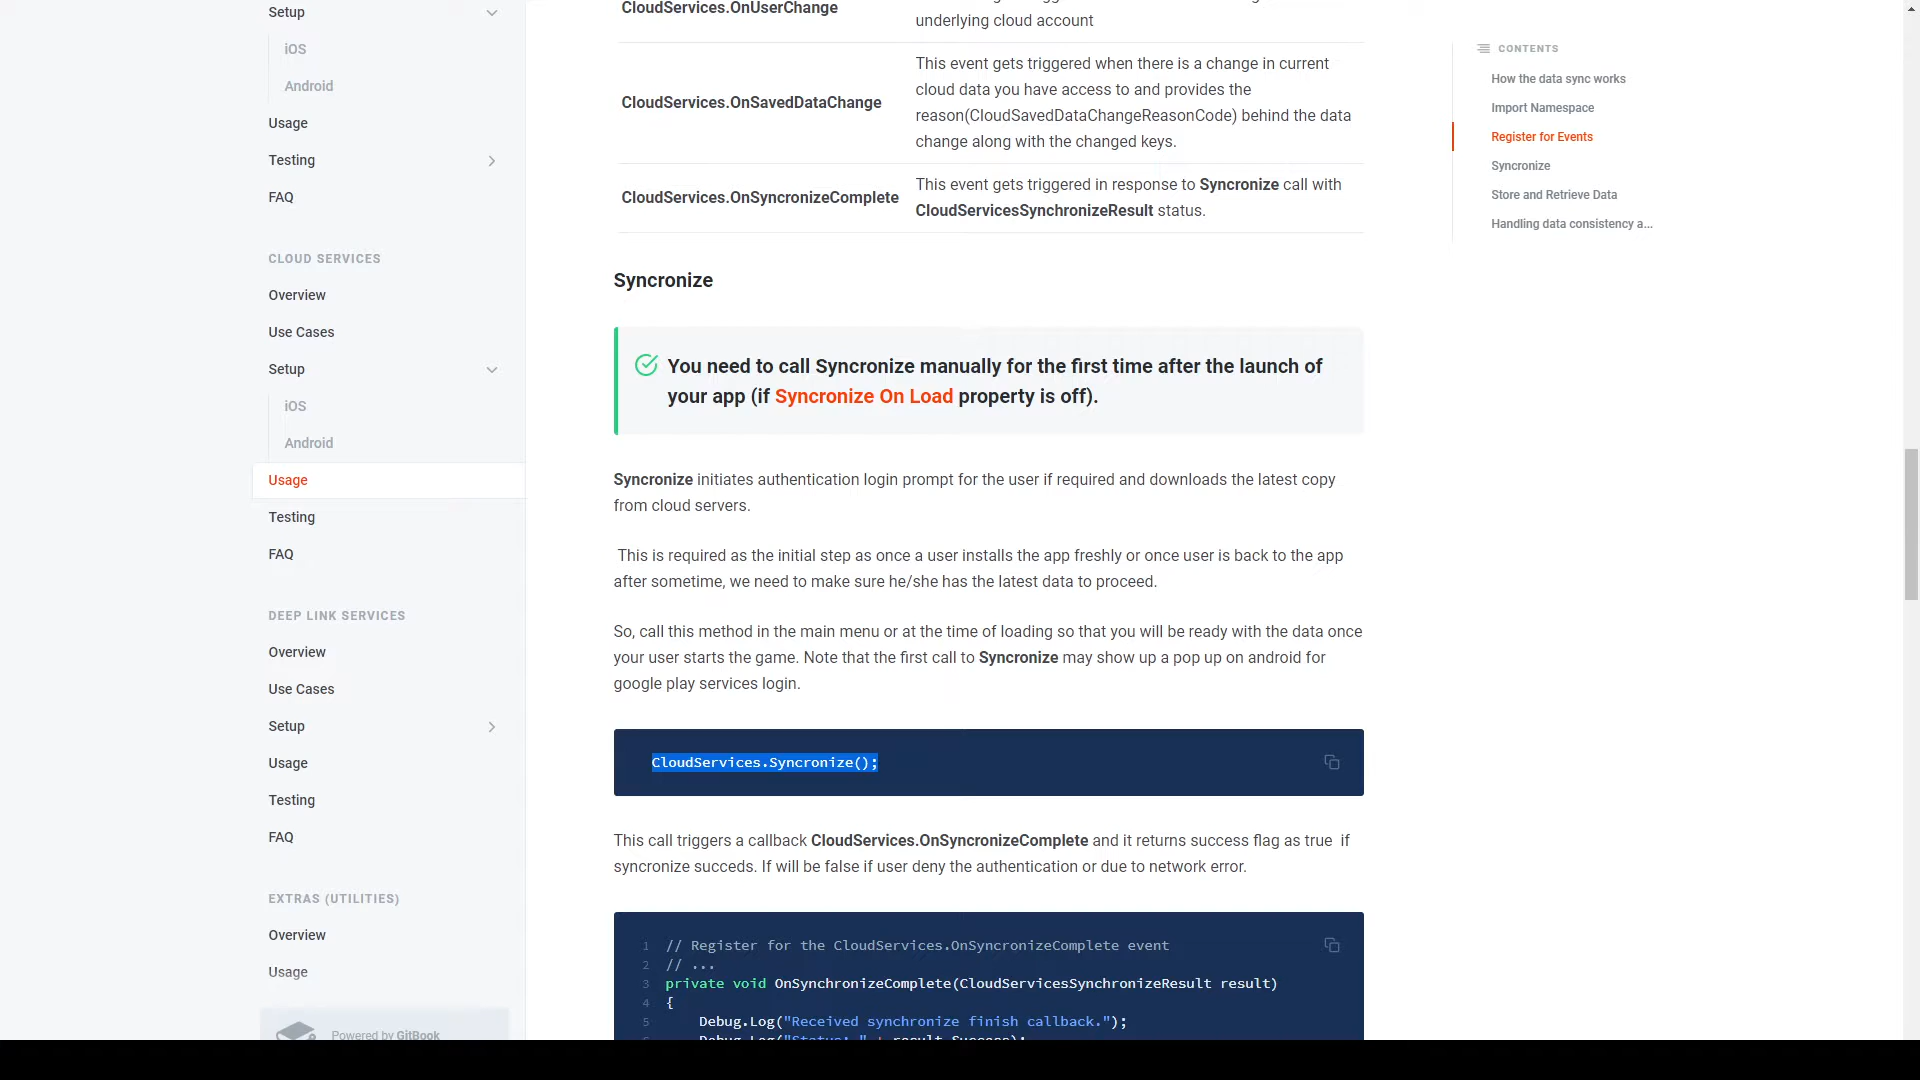 Setup
iOS
Android
Usage
Testing
FAQ
CLOUD SERVICES
Overview
Use Cases
Setup
iOS
Android
Usage
Testing
FAQ
DEEP LINK SERVICES
Overview
Use Cases
Setup
Usage
Testing
FAQ
EXTRAS (UTILITIES)
Overview
Usage
Powered by GitBook
CloudServices.OnUserChange
underlying cloud account
CloudServices.OnSavedDataChange
This event gets triggered when there is a change in current
cloud data you have access to and provides the
reason(CloudSavedDataChangeReasonCode) behind the data
change along with the changed keys.
CloudServices.OnSyncronizeComplete
This event gets triggered in response to Syncronize call with
CloudServicesSynchronizeResult status.
Syncronize
You need to call Syncronize manually for the first time after the launch of
your app (if Syncronize On Load property is off).
Syncronize initiates authentication login prompt for the user if required and downloads the latest copy
from cloud servers.
This is required as the initial step as once a user installs the app freshly or once user is back to the app
after sometime, we need to make sure he/she has the latest data to proceed.
So, call this method in the main menu or at the time of loading so that you will be ready with the data once
your user starts the game. Note that the first call to Syncronize may show up a pop up on android for
google play services login.
CloudServices.Syncronize();
This call triggers a callback CloudServices.OnSyncronizeComplete and it returns success flag as true if
syncronize succeds. If will be false if user deny the authentication or due to network error.
1 // Register for the CloudServices.OnSyncronizeComplete event
2 // ...
3 private void OnSynchronizeComplete(CloudServicesSynchronizeResult result)
4 {
5 Debug.Log("Received synchronize finish callback.");
Debug.Log("Status: " + result.Success);
CONTENTS
How the data sync works
Import Namespace
Register for Events
Syncronize
Store and Retrieve Data
Handling data consistency a...